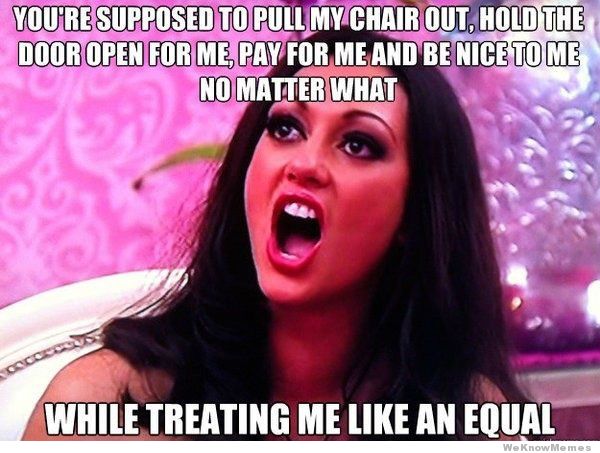 YOU'RE SUPPOSED TO PULL MY CHAIR OUT, HOLD THE
DOOR OPEN FOR ME, PAY FOR ME AND BE NICE TO ME
NO MATTER WHAT
WHILE TREATING ME LIKE AN EQUAL
WeKnowMemes